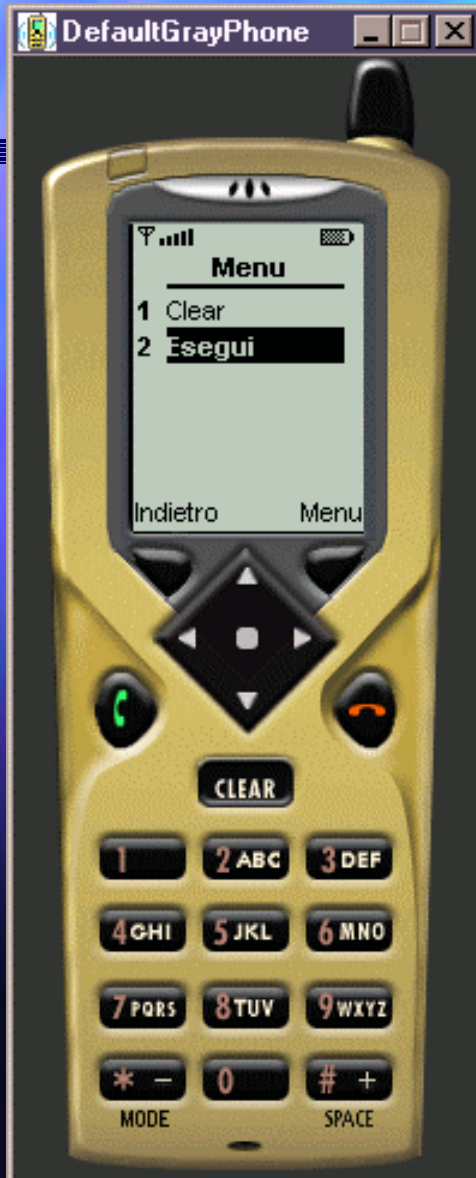 DefaultGrayPhone
Menu
1 Clear
2 Esegui
Indietro Menu
CLEAR
1 2 ABC 3 DEF
4 GHI 5 JKL 6 MNO
7 PQRS 8 TUV 9 WXYZ
* - 0 # +
MODE SPACE